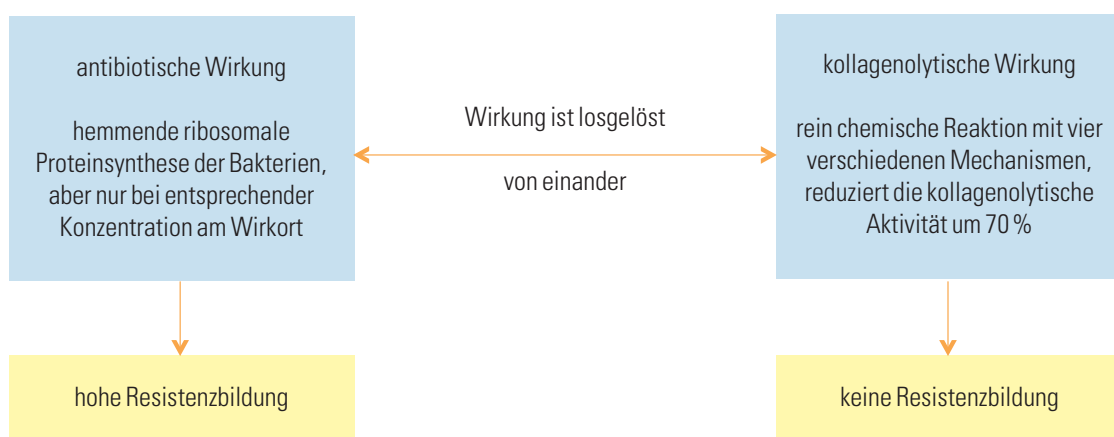 antibiotische Wirkung
hemmende ribosomale
Proteinsynthese der Bakterien,
aber nur bei entsprechender
Konzentration am Wirkort
Wirkung ist losgelöst
von einander
kollagenolytische Wirkung
rein chemische Reaktion mit vier
verschiedenen Mechanismen,
reduziert die kollagenolytische
Aktivität um 70 %
hohe Resistenzbildung
keine Resistenzbildung